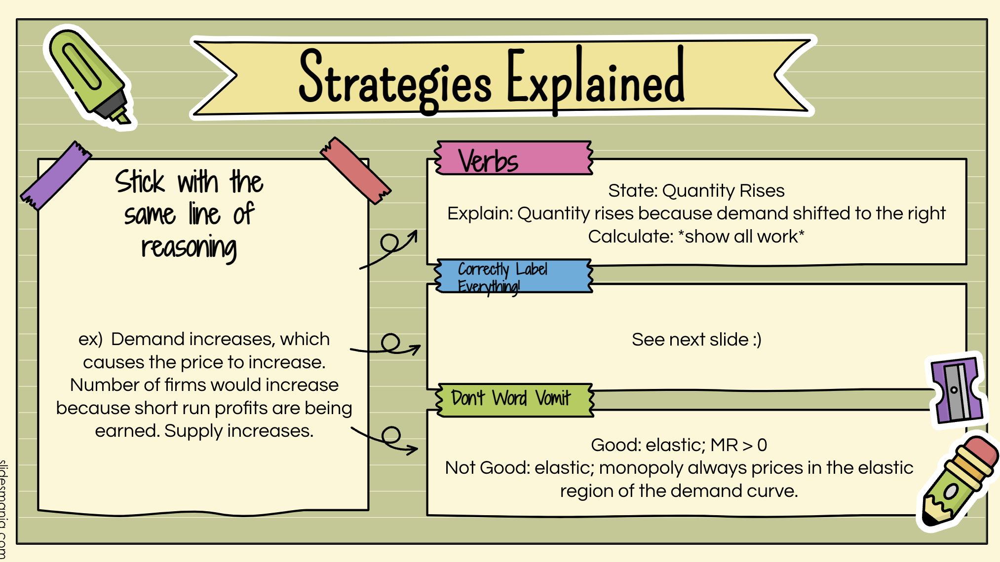 Strategies Explained
Stick with the
same line of
reasoning
ex)  Demand increases, which
causes the price to increase.
Number of firms would increase
because short run profits are being
earned. Supply increases.
Verbs
State: Quantity Rises
Explain: Quantity rises because demand shifted to the right
Calculate: *show all work*
Correctly Label
Everything!
See next slide :)
Don't Word Vomit
Good: elastic; MR > 0
Not Good: elastic; monopoly always prices in the elastic
region of the demand curve.
slidesmania.com